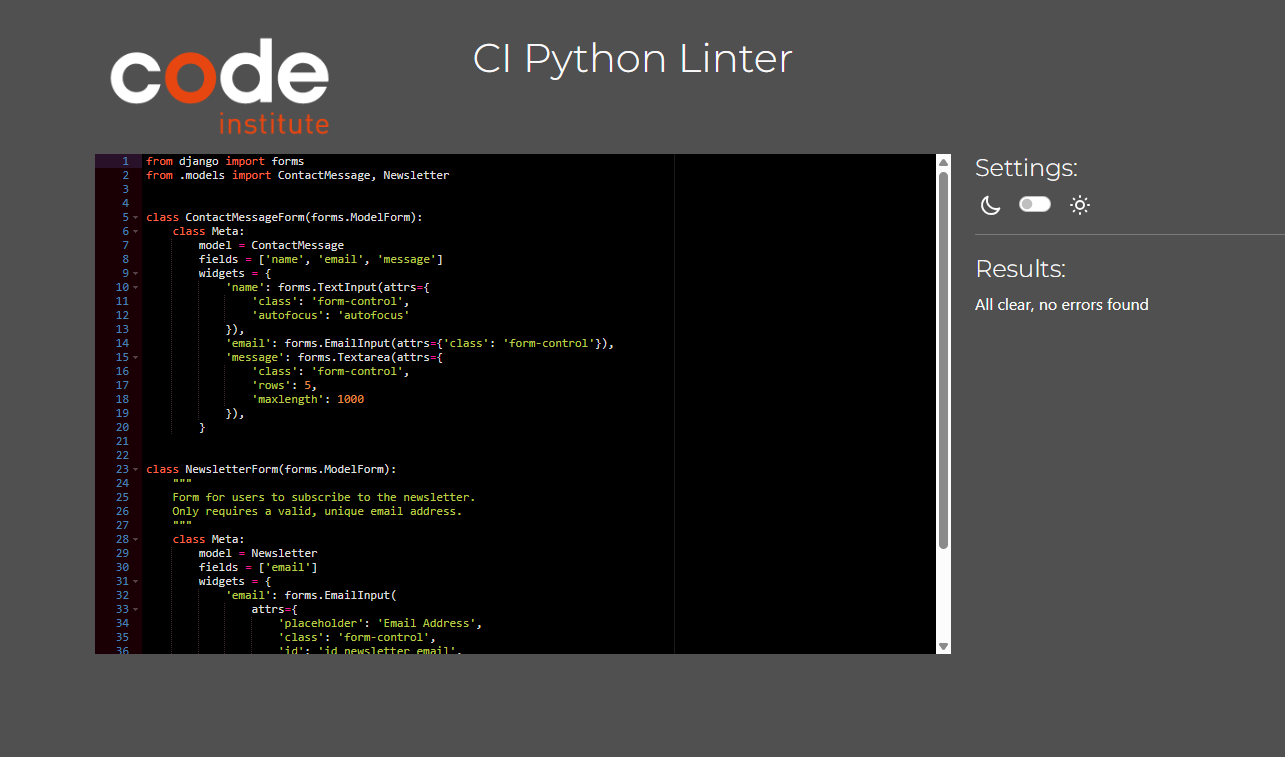 code
institute
CI Python Linter
1 from django import forms
2 from .models import ContactMessage, Newsletter
3
4
5 class ContactMessageForm(forms.ModelForm):
6     class Meta:
7         model = ContactMessage
8         fields = ['name', 'email', 'message']
9         widgets = {
10             'name': forms.TextInput(attrs={
11                 'class': 'form-control',
12                 'autofocus': 'autofocus'
13             }),
14             'email': forms.EmailInput(attrs={'class': 'form-control'}),
15             'message': forms.Textarea(attrs={
16                 'class': 'form-control',
17                 'rows': 5,
18                 'maxlength': 1000
19             }),
20         }
21
22
23 class NewsletterForm(forms.ModelForm):
24     """
25     Form for users to subscribe to the newsletter.
26     Only requires a valid, unique email address.
27     """
28     class Meta:
29         model = Newsletter
30         fields = ['email']
31         widgets = {
32             'email': forms.EmailInput(
33                 attrs={
34                     'placeholder': 'Email Address',
35                     'class': 'form-control',
36                     'id': 'id_newsletter_email',
Settings:
Results:
All clear, no errors found